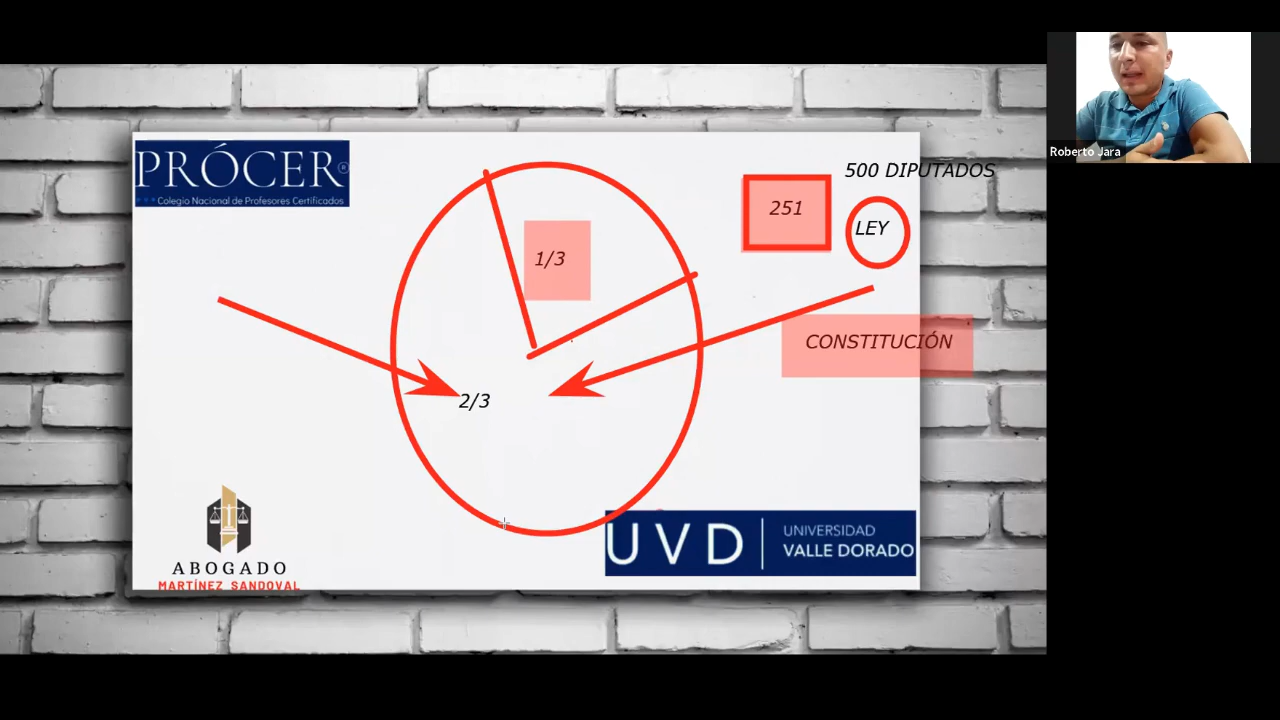 PRÓCER®
Colegio Nacional de Profesores Certificados
500 DIPUTADOS
251
LEY
1/3
CONSTITUCIÓN
2/3
ABOGADO
MARTÍNEZ SANDOVAL
UVD
UNIVERSIDAD
VALLE DORADO
Roberto Jara